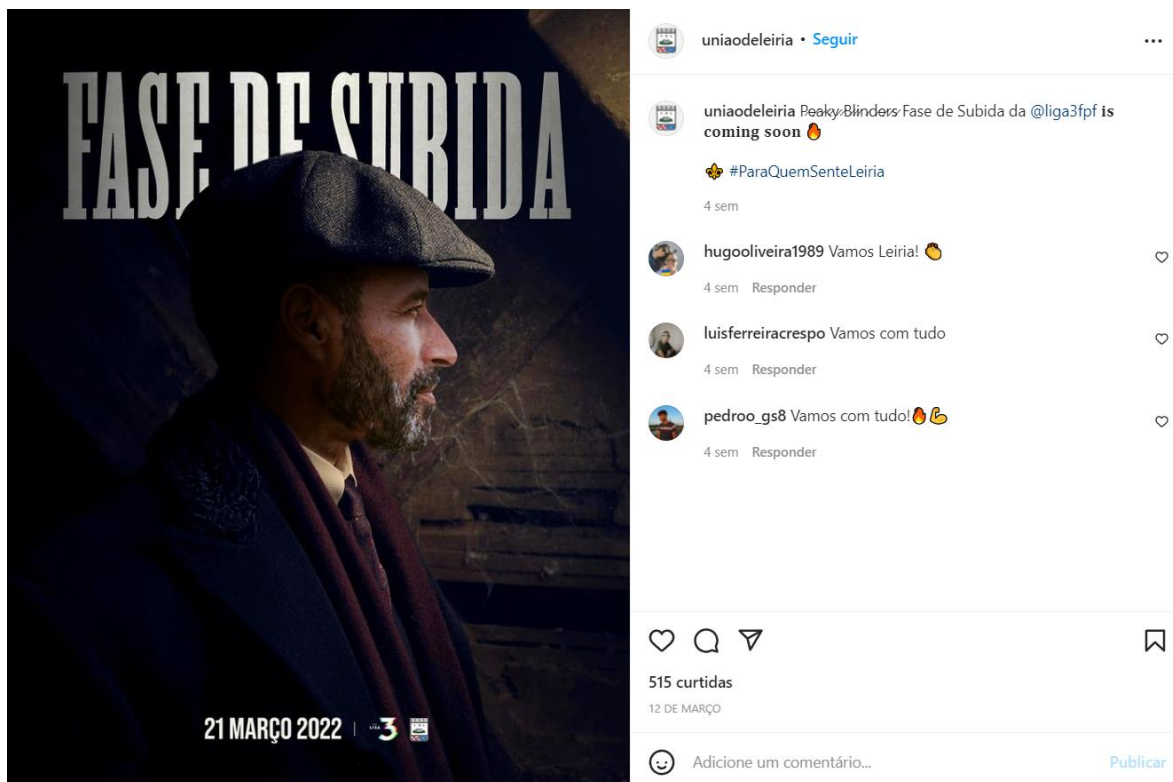 FASE DE SUBIDA
21 MARÇO 2022
LIGA
3
uniaodeleiria • Seguir
uniaodeleiria Peaky Blinders Fase de Subida da @liga3fpf is
coming soon 🔥
⚜️ #ParaQuemSenteLeiria
4 sem
hugooliveira1989 Vamos Leiria! 👏
4 sem Responder
luisferreiracrespo Vamos com tudo
4 sem Responder
pedroo_gs8 Vamos com tudo!🔥💪
4 sem Responder
515 curtidas
12 DE MARÇO
Adicione um comentário...
Publicar